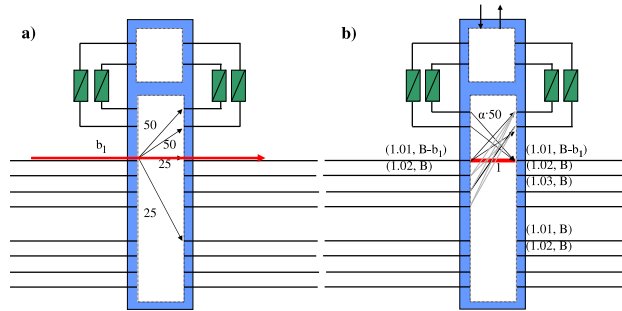 a)
50
b₁
50
25
25
b)
α·50
(1.01, B-b₁)
(1.01, B-b₁)
(1.02, B)
1
(1.02, B)
(1.03, B)
(1.01, B)
(1.02, B)